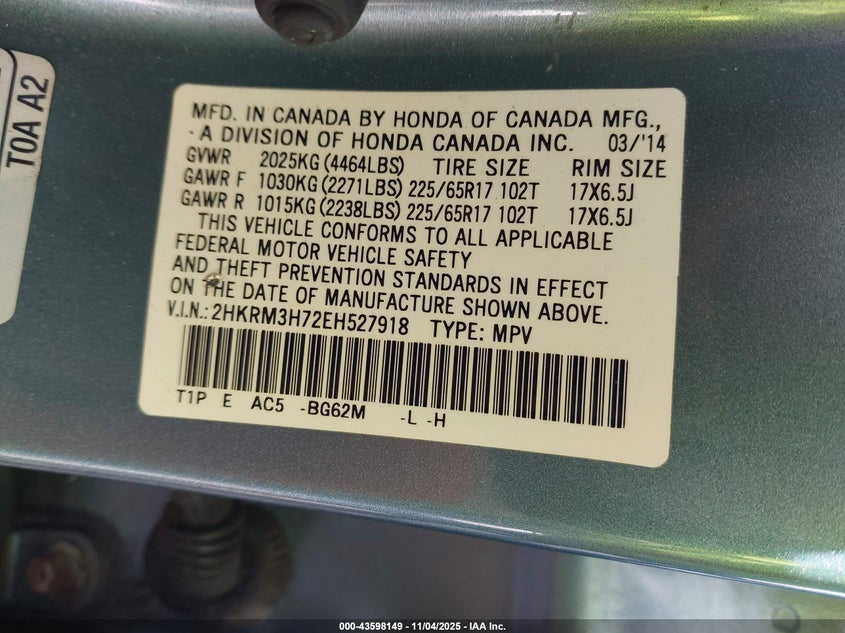 T0A A2
MFD. IN CANADA BY HONDA OF CANADA MFG.,
A DIVISION OF HONDA CANADA INC. 03/'14
GVWR 2025KG (4464LBS) TIRE SIZE RIM SIZE
GAWR F 1030KG (2271LBS) 225/65R17 102T 17X6.5J
GAWR R 1015KG (2238LBS) 225/65R17 102T 17X6.5J
THIS VEHICLE CONFORMS TO ALL APPLICABLE
FEDERAL MOTOR VEHICLE SAFETY
AND THEFT PREVENTION STANDARDS IN EFFECT
ON THE DATE OF MANUFACTURE SHOWN ABOVE.
V.I.N.: 2HKRM3H72EH527918 TYPE: MPV
T1P E AC5 -BG62M -L -H
000-43598149 - 11/04/2025 - IAA Inc.